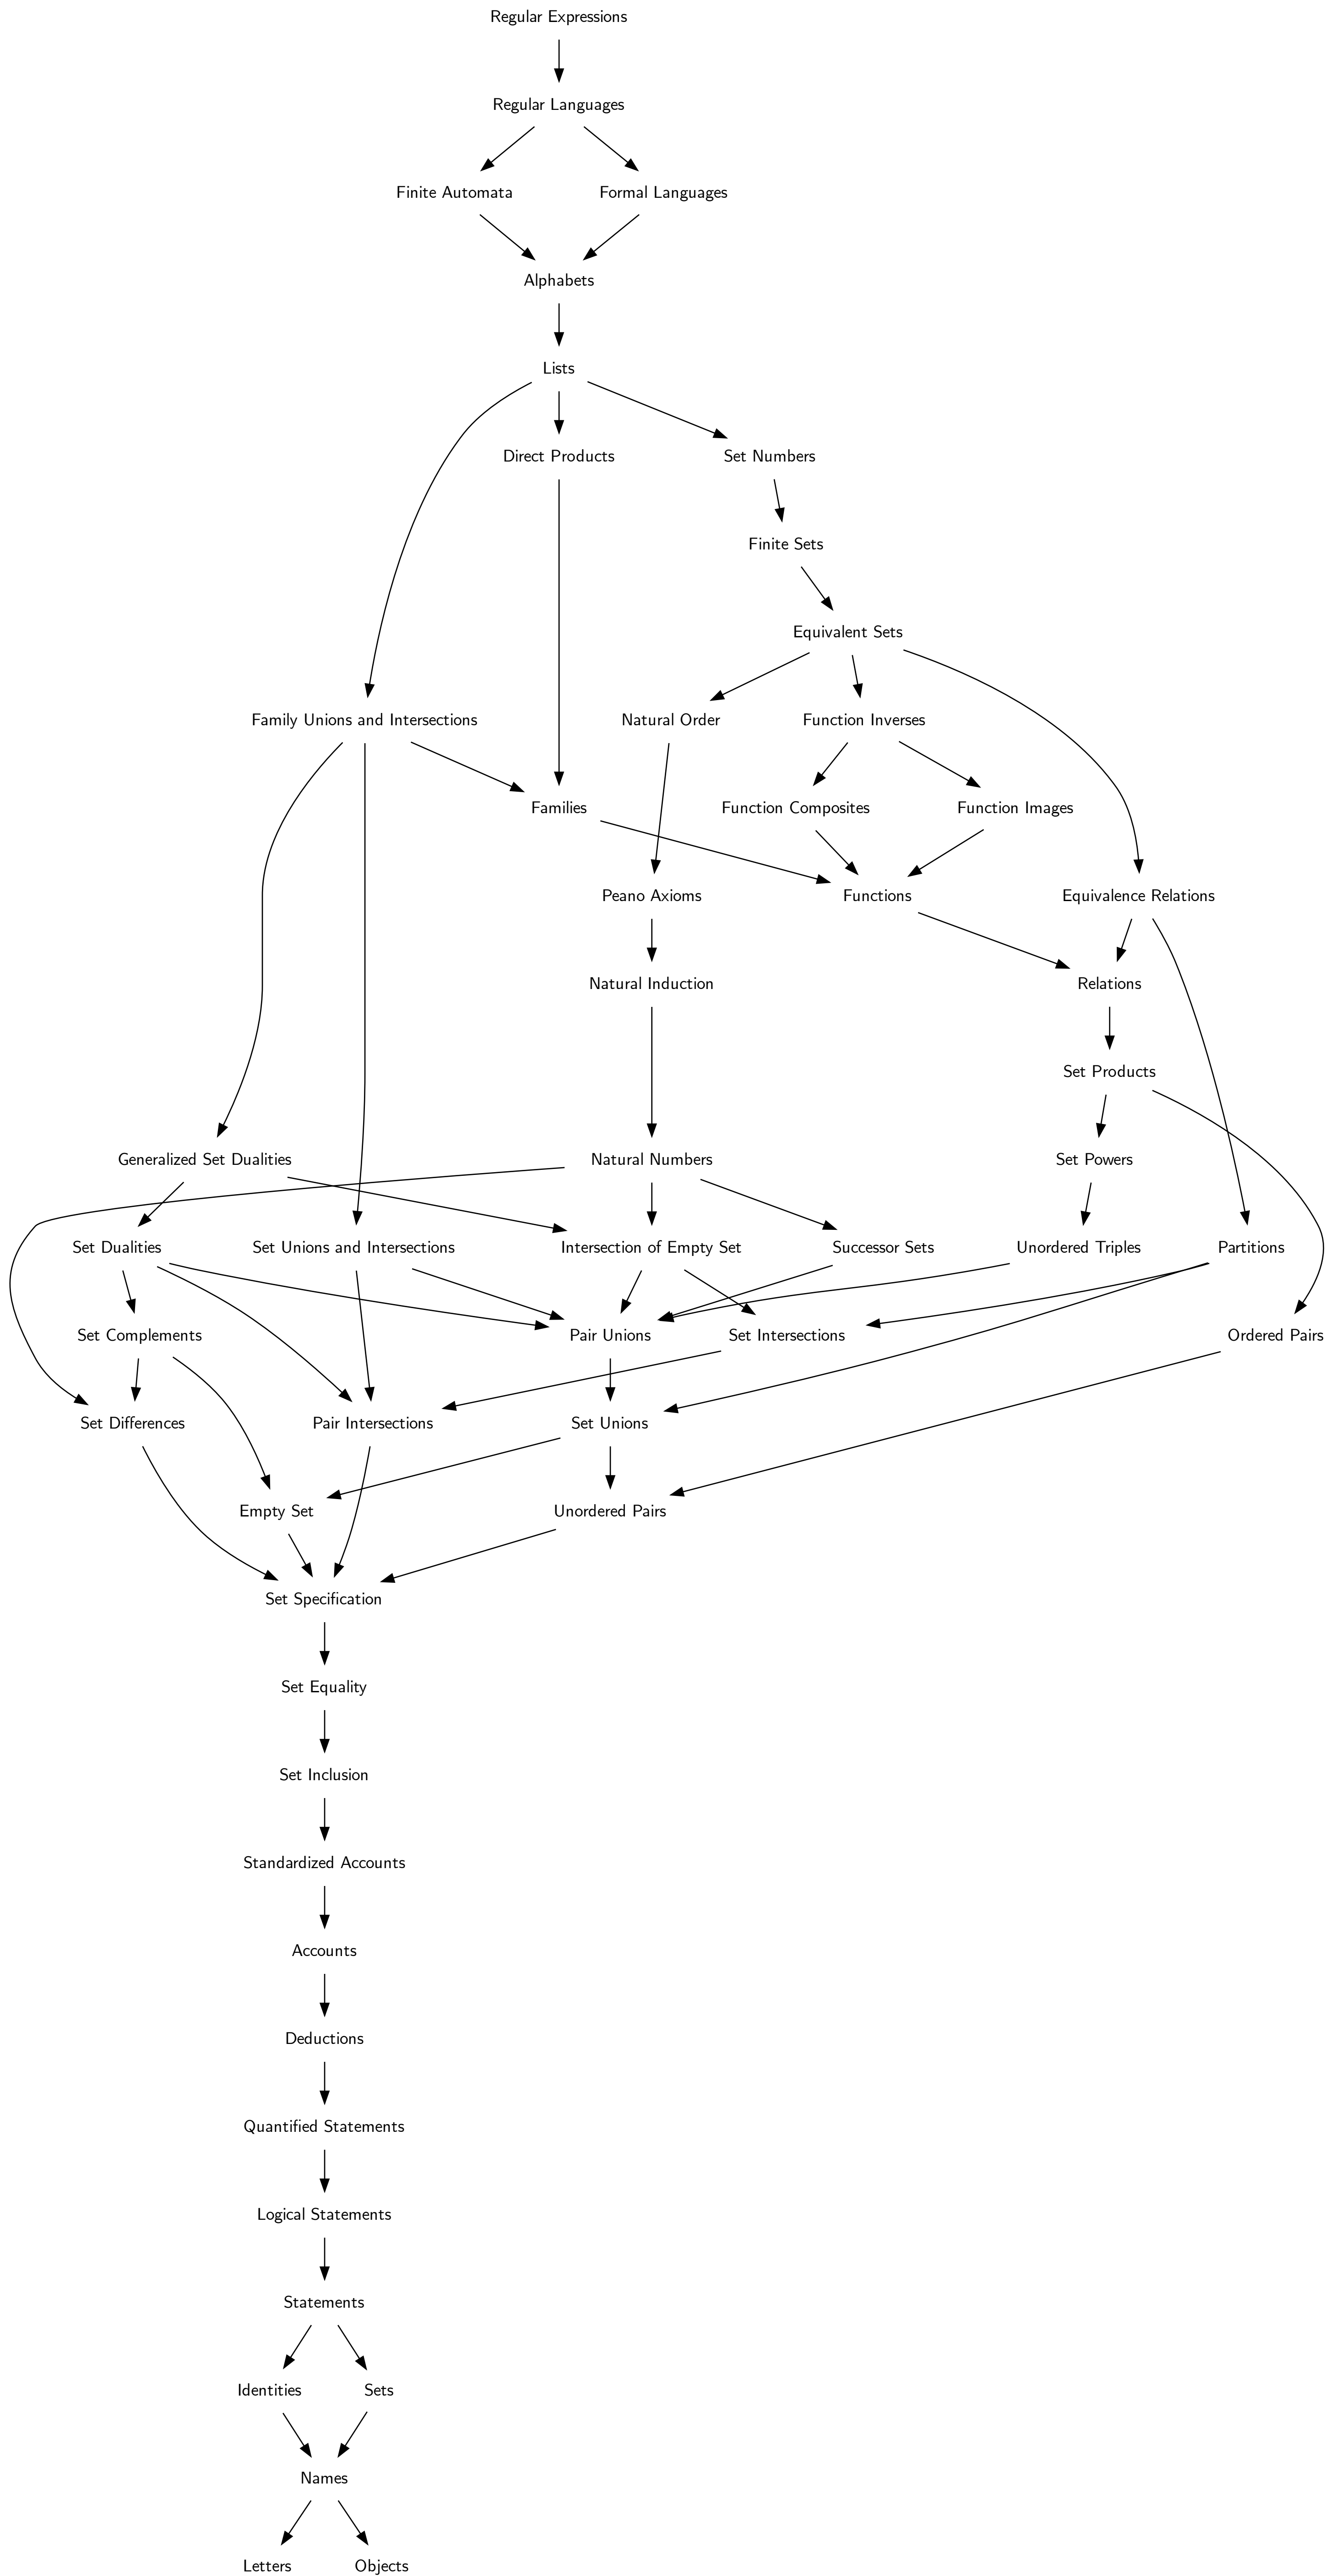 Regular Expressions
Regular Languages
Finite Automata
Formal Languages
Alphabets
Lists
Direct Products
Set Numbers
Finite Sets
Equivalent Sets
Family Unions and Intersections
Natural Order
Function Inverses
Families
Function Composites
Function Images
Peano Axioms
Functions
Equivalence Relations
Natural Induction
Relations
Set Products
Generalized Set Dualities
Natural Numbers
Set Powers
Set Dualities
Set Unions and Intersections
Intersection of Empty Set
Successor Sets
Unordered Triples
Partitions
Set Complements
Pair Unions
Set Intersections
Ordered Pairs
Set Differences
Pair Intersections
Set Unions
Empty Set
Unordered Pairs
Set Specification
Set Equality
Set Inclusion
Standardized Accounts
Accounts
Deductions
Quantified Statements
Logical Statements
Statements
Identities
Sets
Names
Letters
Objects